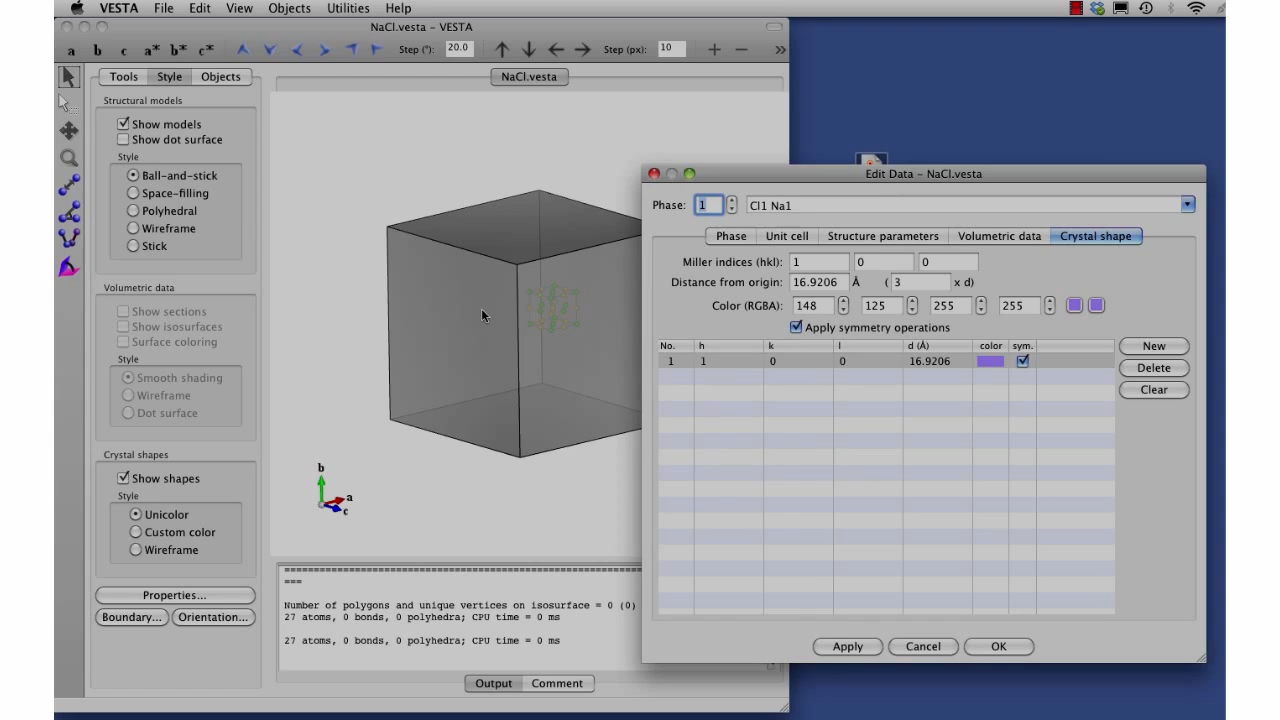 VESTA File Edit View Objects Utilities Help
NaCl.vesta - VESTA
a b c a* b* c* Step (°): 20.0 Step (px): 10 + − »
Tools Style Objects
NaCl.vesta
Structural models
Show models
Show dot surface
Style
Ball-and-stick
Space-filling
Polyhedral
Wireframe
Stick
Volumetric data
Show sections
Show isosurfaces
Surface coloring
Style
Smooth shading
Wireframe
Dot surface
Crystal shapes
Show shapes
Style
Unicolor
Custom color
Wireframe
Properties...
Boundary... Orientation...
b
a
c
===
Number of polygons and unique vertices on isosurface = 0 (0)
27 atoms, 0 bonds, 0 polyhedra; CPU time = 0 ms
27 atoms, 0 bonds, 0 polyhedra; CPU time = 0 ms
Output Comment
Edit Data - NaCl.vesta
Phase: 1 Cl1 Na1
Phase Unit cell Structure parameters Volumetric data Crystal shape
Miller indices (hkl): 1 0 0
Distance from origin: 16.9206 Å ( 3 x d)
Color (RGBA): 148 125 255 255
Apply symmetry operations
No. h k l d (Å) color sym.
1 1 0 0 16.9206
New
Delete
Clear
Apply Cancel OK